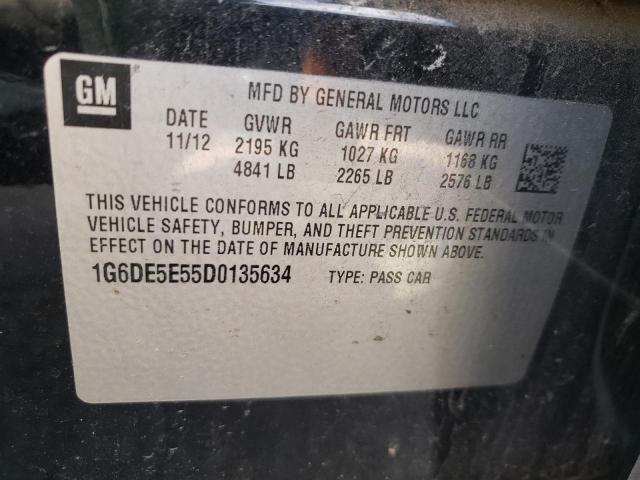 GM
MFD BY GENERAL MOTORS LLC
DATE GVWR GAWR FRT GAWR RR
11/12 2195 KG 1027 KG 1168 KG
4841 LB 2265 LB 2576 LB
THIS VEHICLE CONFORMS TO ALL APPLICABLE U.S. FEDERAL MOTOR
VEHICLE SAFETY, BUMPER, AND THEFT PREVENTION STANDARDS IN
EFFECT ON THE DATE OF MANUFACTURE SHOWN ABOVE.
1G6DE5E55D0135634 TYPE: PASS CAR